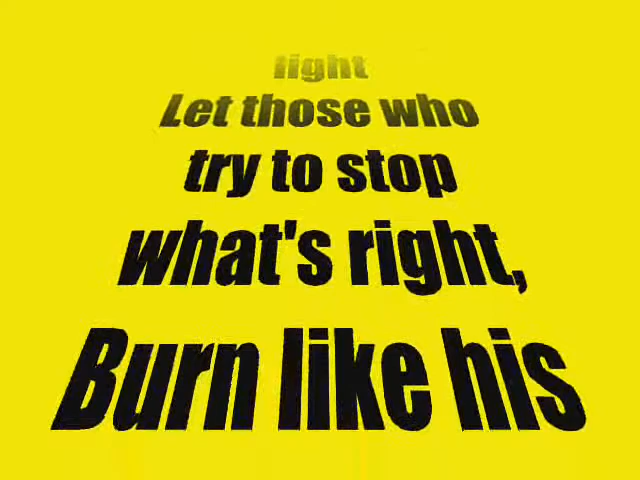 light
Let those who
try to stop
what's right,
Burn like his